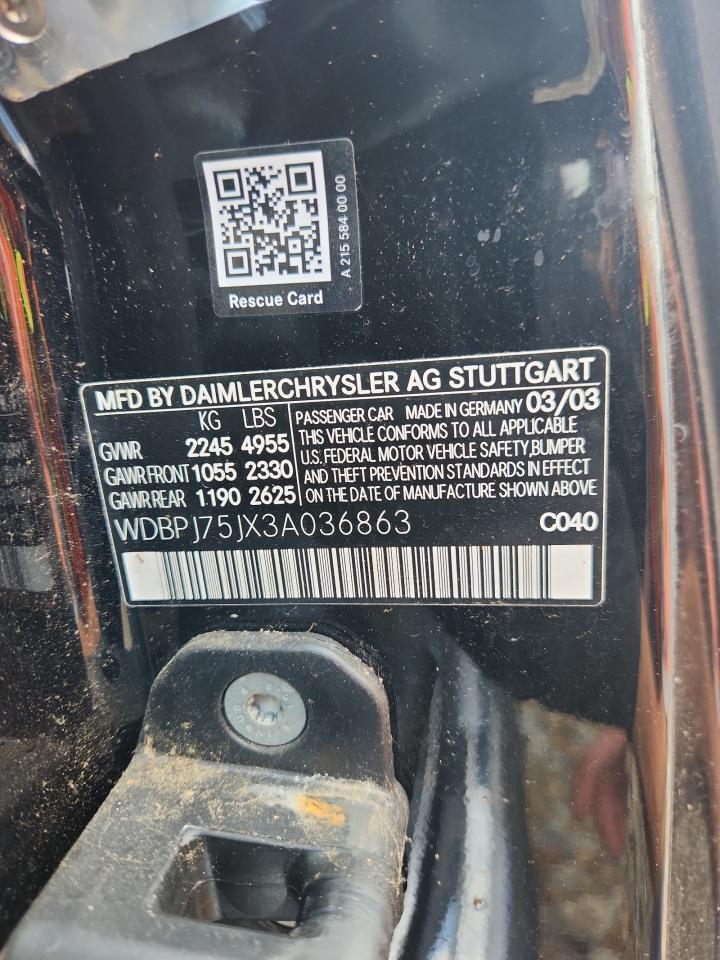 A 215 584 00 00
Rescue Card
MFD BY DAIMLERCHRYSLER AG STUTTGART
KG LBS
GVWR 2245 4955
GAWR FRONT 1055 2330
GAWR REAR 1190 2625
PASSENGER CAR MADE IN GERMANY 03/03
THIS VEHICLE CONFORMS TO ALL APPLICABLE
U.S. FEDERAL MOTOR VEHICLE SAFETY, BUMPER
AND THEFT PREVENTION STANDARDS IN EFFECT
ON THE DATE OF MANUFACTURE SHOWN ABOVE
WDBPJ75JX3A036863 C040